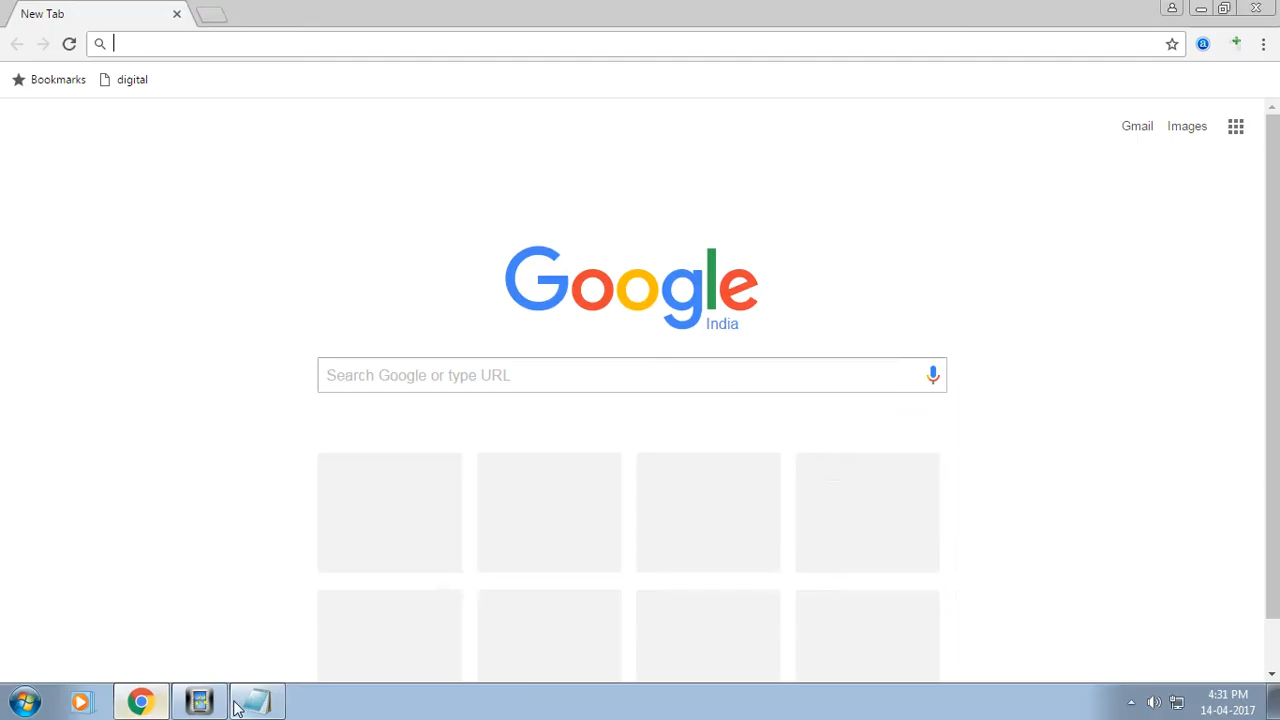 New Tab
Bookmarks
digital
Gmail
Images
Google
India
Search Google or type URL
4:31 PM
14-04-2017